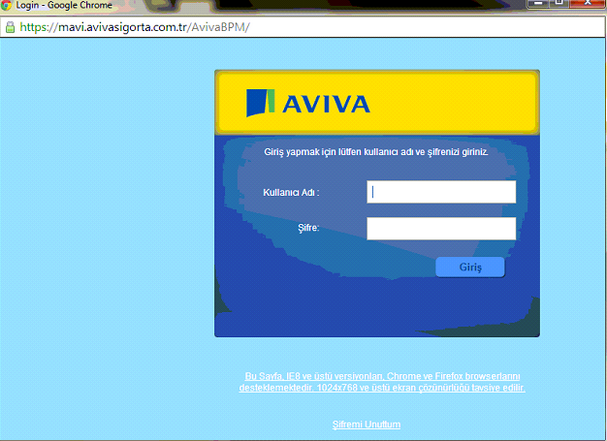 Login - Google Chrome
https://mavi.avivasigorta.com.tr/AvivaBPM/
AVIVA
Giriş yapmak için lütfen kullanıcı adı ve şifrenizi giriniz.
Kullanıcı Adı :
Şifre:
Giriş
Bu Sayfa, IE8 ve üstü versiyonları, Chrome ve Firefox browserlarını
desteklemektedir. 1024x768 ve üstü ekran çözünürlüğü tavsiye edilir.
Şifremi Unuttum